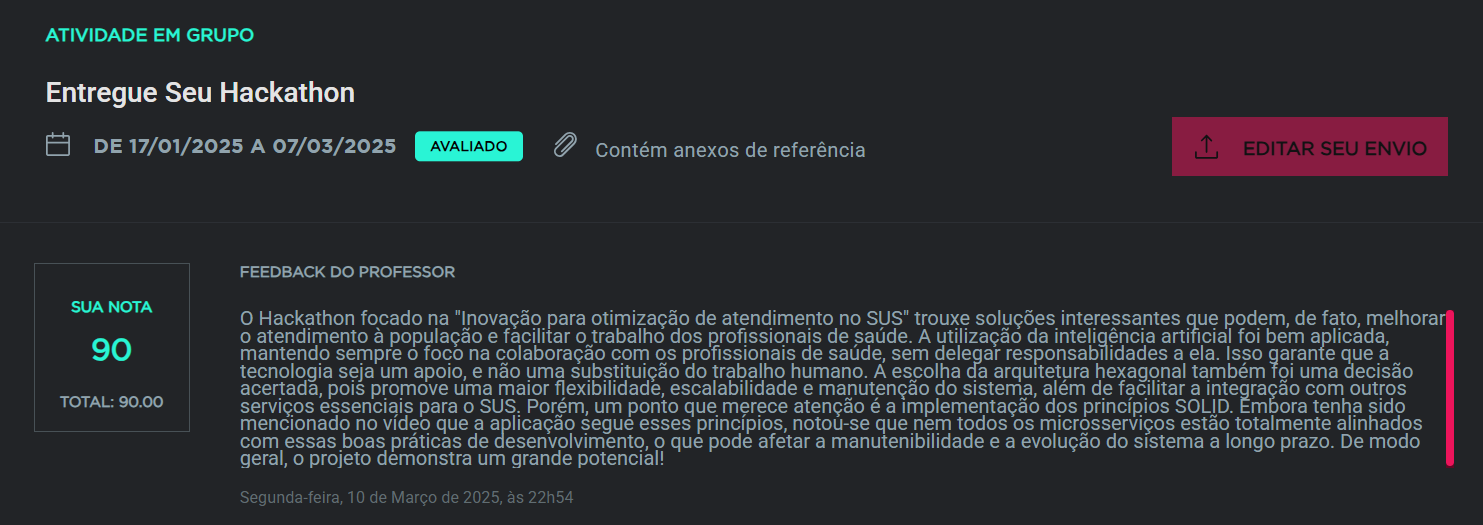 ATIVIDADE EM GRUPO
Entregue Seu Hackathon
DE 17/01/2025 A 07/03/2025 AVALIADO Contém anexos de referência
EDITAR SEU ENVIO
SUA NOTA
90
TOTAL: 90.00
FEEDBACK DO PROFESSOR
O Hackathon focado na "Inovação para otimização de atendimento no SUS" trouxe soluções interessantes que podem, de fato, melhorar
o atendimento à população e facilitar o trabalho dos profissionais de saúde. A utilização da inteligência artificial foi bem aplicada,
mantendo sempre o foco na colaboração com os profissionais de saúde, sem delegar responsabilidades a ela. Isso garante que a
tecnologia seja um apoio, e não uma substituição do trabalho humano. A escolha da arquitetura hexagonal também foi uma decisão
acertada, pois promove uma maior flexibilidade, escalabilidade e manutenção do sistema, além de facilitar a integração com outros
serviços essenciais para o SUS. Porém, um ponto que merece atenção é a implementação dos princípios SOLID. Embora tenha sido
mencionado no vídeo que a aplicação segue esses princípios, notou-se que nem todos os microsserviços estão totalmente alinhados
com essas boas práticas de desenvolvimento, o que pode afetar a manutenibilidade e a evolução do sistema a longo prazo. De modo
geral, o projeto demonstra um grande potencial!
Segunda-feira, 10 de Março de 2025, às 22h54